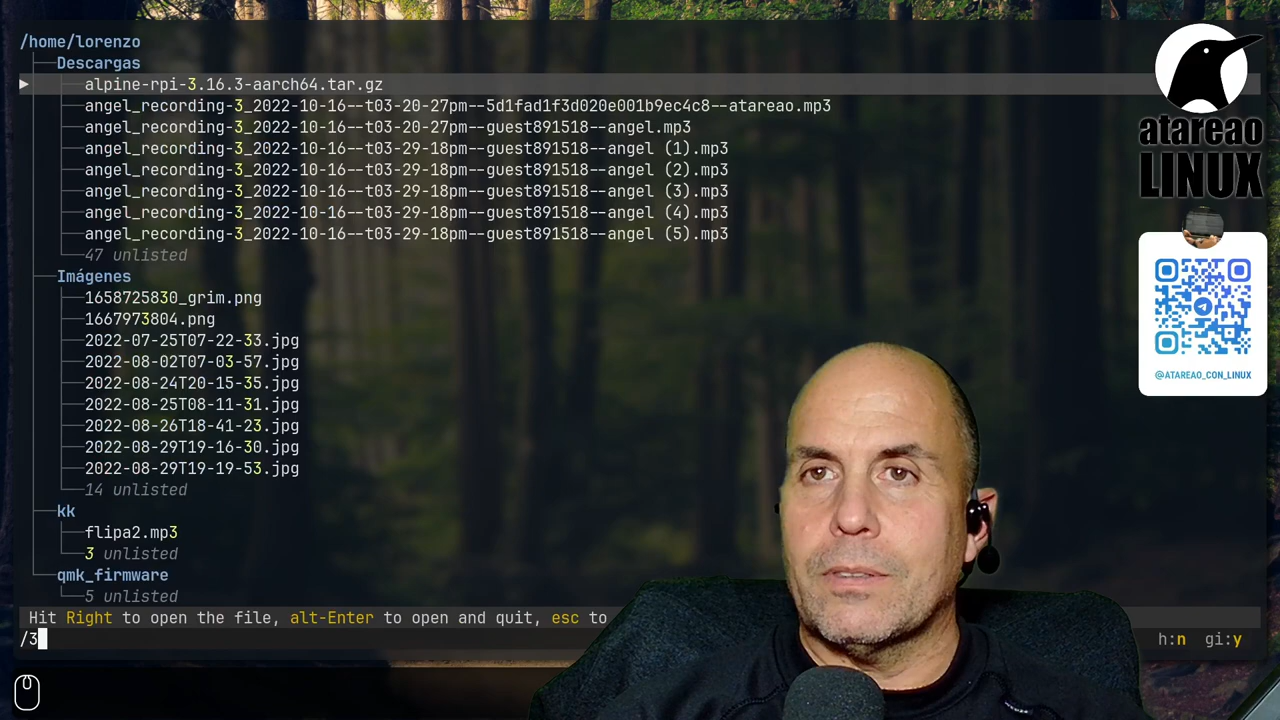 /home/lorenzo
Descargas
alpine-rpi-3.16.3-aarch64.tar.gz
angel_recording-3_2022-10-16--t03-20-27pm--5d1fad1f3d020e001b9ec4c8--atareao.mp3
angel_recording-3_2022-10-16--t03-20-27pm--guest891518--angel.mp3
angel_recording-3_2022-10-16--t03-29-18pm--guest891518--angel (1).mp3
angel_recording-3_2022-10-16--t03-29-18pm--guest891518--angel (2).mp3
angel_recording-3_2022-10-16--t03-29-18pm--guest891518--angel (3).mp3
angel_recording-3_2022-10-16--t03-29-18pm--guest891518--angel (4).mp3
angel_recording-3_2022-10-16--t03-29-18pm--guest891518--angel (5).mp3
47 unlisted
Imágenes
1658725830_grim.png
1667973804.png
2022-07-25T07-22-33.jpg
2022-08-02T07-03-57.jpg
2022-08-24T20-15-35.jpg
2022-08-25T08-11-31.jpg
2022-08-26T18-41-23.jpg
2022-08-29T19-16-30.jpg
2022-08-29T19-19-53.jpg
14 unlisted
kk
flipa2.mp3
3 unlisted
qmk_firmware
5 unlisted
Hit Right to open the file, alt-Enter to open and quit, esc to
/3
h:n gi:y
atareao
LINUX
@ATAREAO_CON_LINUX